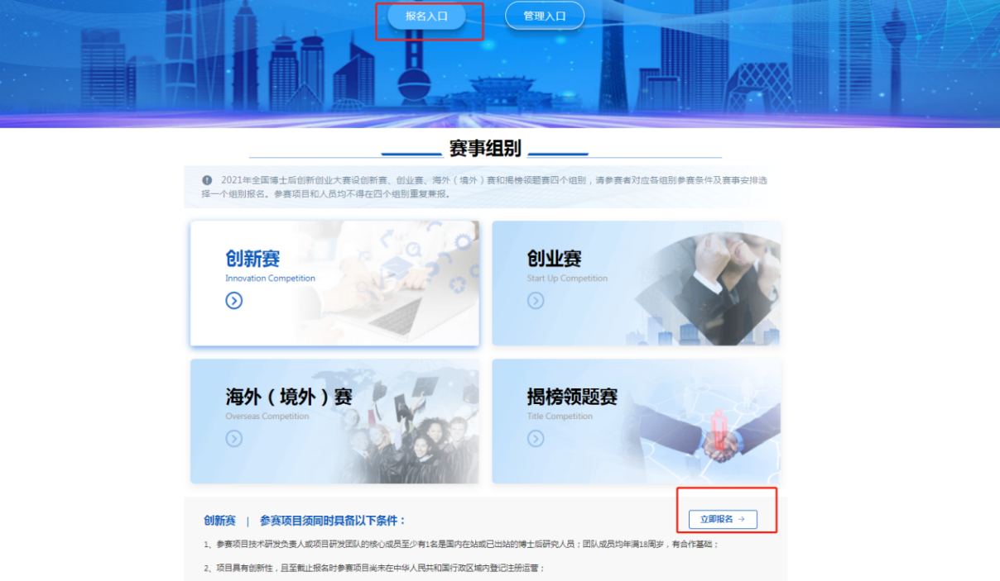 报名入口
管理入口
赛事组别
2021年全国博士后创新创业大赛设创新赛、创业赛、海外（境外）赛和揭榜领题赛四个组别，请参赛者对应各组别参赛条件及赛事安排选
择一个组别报名。参赛项目和人员均不得在四个组别重复兼报。
创新赛
Innovation Competition
创业赛
Start Up Competition
海外（境外）赛
Overseas Competition
揭榜领题赛
Title Competition
创新赛 | 参赛项目须同时具备以下条件：
立即报名 →
1、参赛项目技术研发负责人或项目研发团队的核心成员至少有1名是国内在站或已出站的博士后研究人员；团队成员均年满18周岁，有合作基础；
2、项目具有创新性，且至截止报名时参赛项目尚未在中华人民共和国行政区域内登记注册运营；